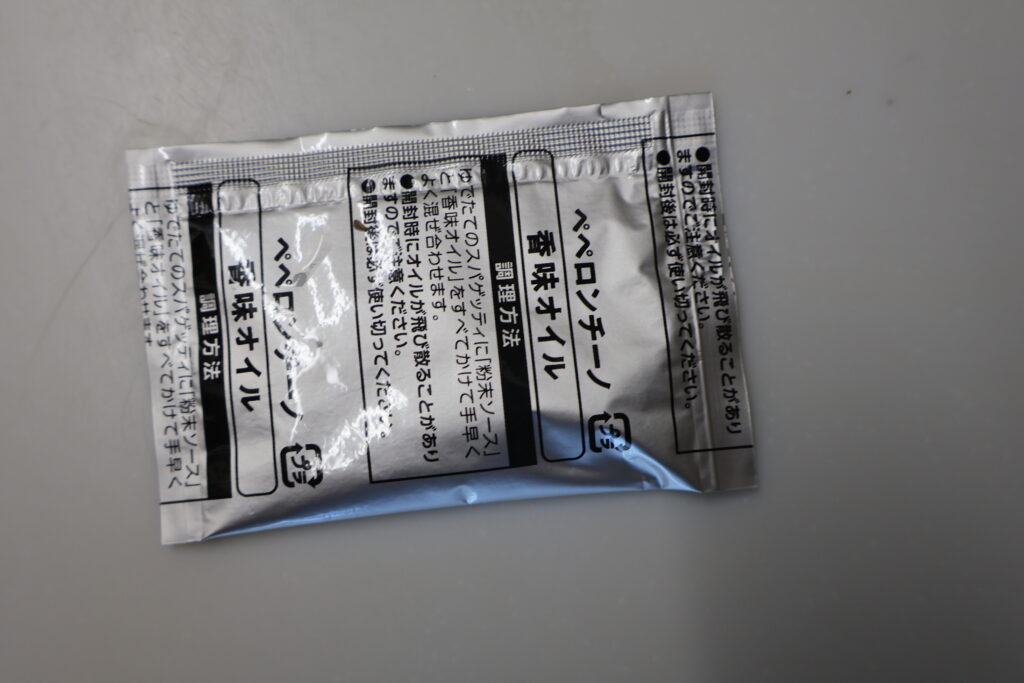 ●開封時にオイルが飛び散ることがあり
ますのでご注意ください。
●開封後は必ず使い切ってください。
プラ
ペペロンチーノ
香味オイル
調理方法
ゆでたてのスパゲッティに「粉末ソース」
と「香味オイル」をすべてかけて手早く
よく混ぜ合わせます。
●開封時にオイルが飛び散ることがあり
ますのでご注意ください。
●開封後は必ず使い切ってください。
プラ
ペペロンチーノ
香味オイル
調理方法
ゆでたてのスパゲッティに「粉末ソース」
と「香味オイル」をすべてかけて手早く